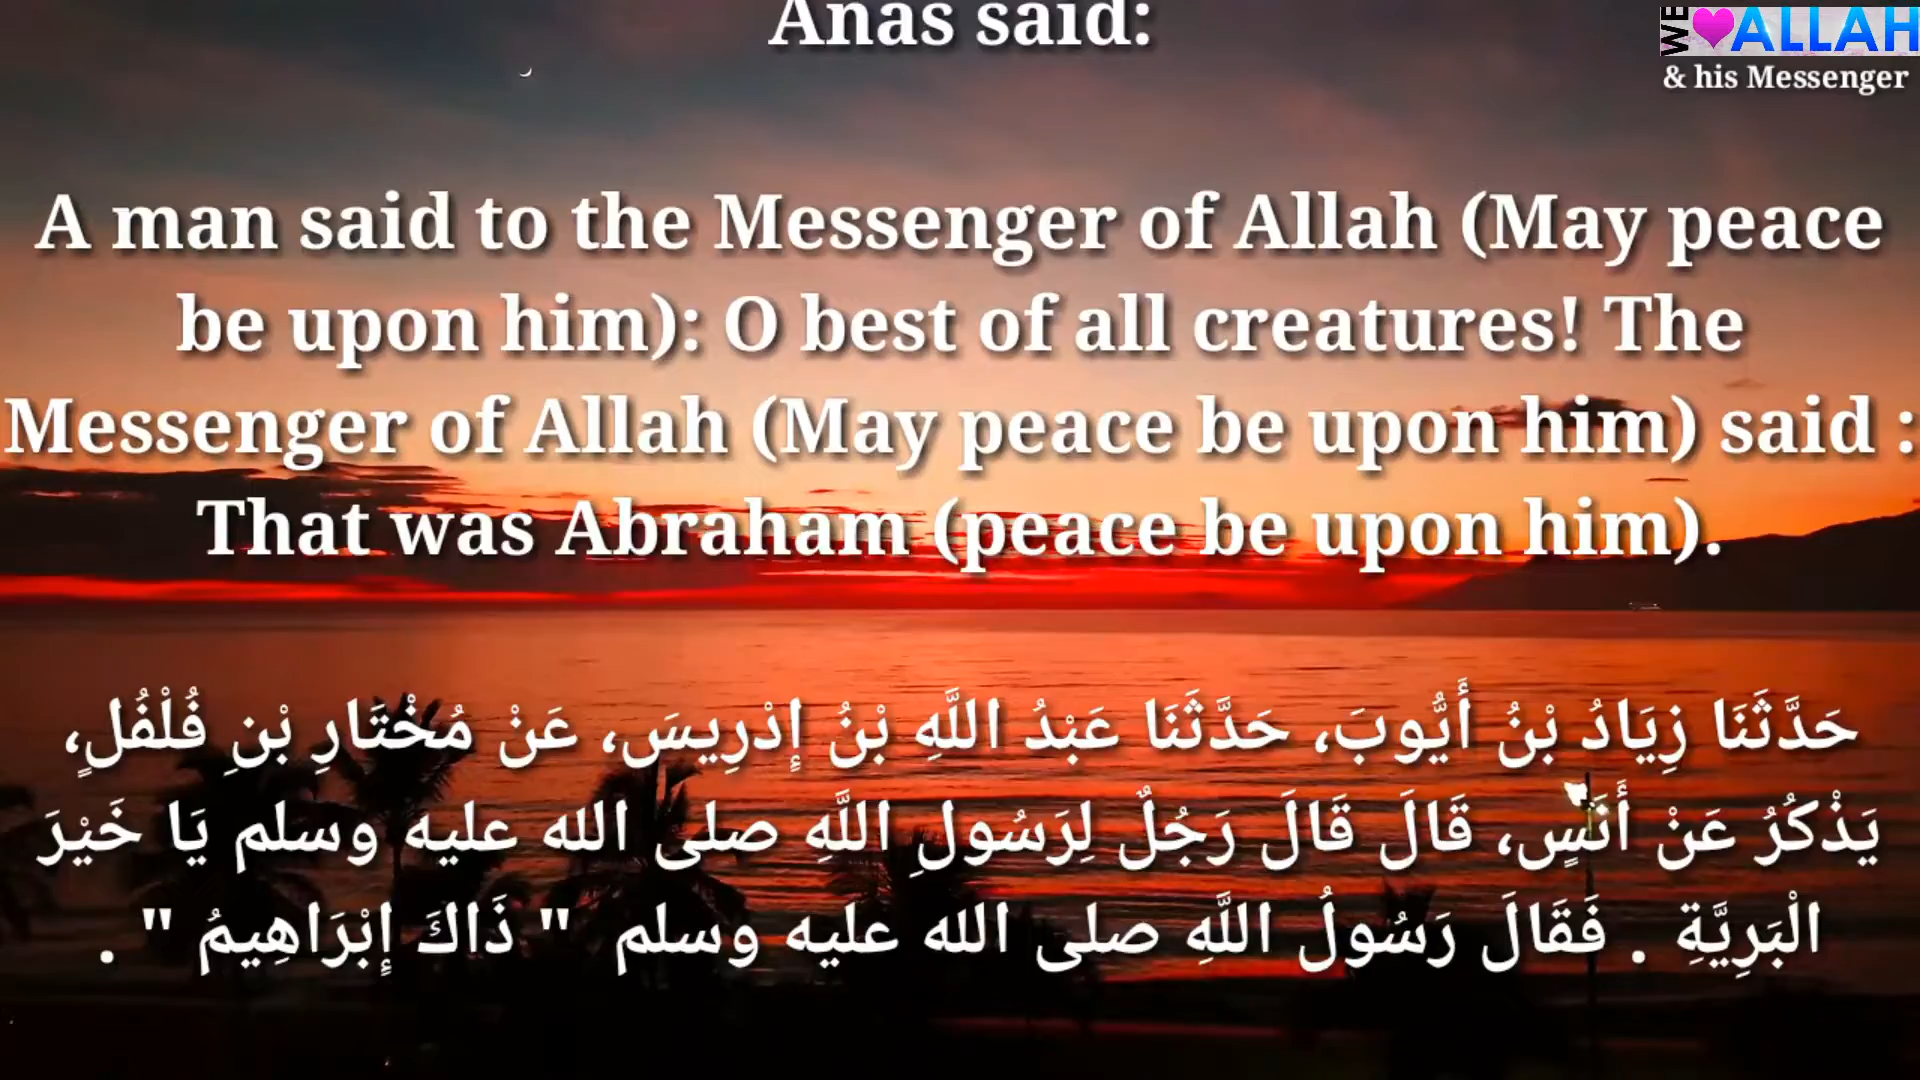 Anas said:
WE ALLAH
& his Messenger
A man said to the Messenger of Allah (May peace
be upon him): O best of all creatures! The
Messenger of Allah (May peace be upon him) said :
That was Abraham (peace be upon him).
حَدَّثَنَا زِيَادُ بْنُ أَيُّوبَ، حَدَّثَنَا عَبْدُ اللَّهِ بْنُ إِدْرِيسَ، عَنْ مُخْتَارِ بْنِ فُلْفُلٍ،
يَذْكُرُ عَنْ أَنَسٍ، قَالَ قَالَ رَجُلٌ لِرَسُولِ اللَّهِ صلى الله عليه وسلم يَا خَيْرَ
الْبَرِيَّةِ . فَقَالَ رَسُولُ اللَّهِ صلى الله عليه وسلم " ذَاكَ إِبْرَاهِيمُ " .